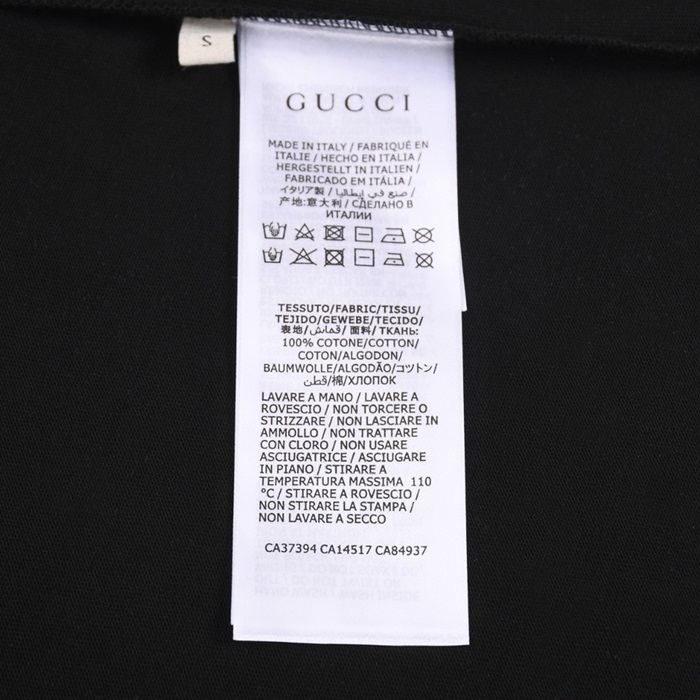 S
GUCCI
MADE IN ITALY / FABRIQUÉ EN
ITALIE / HECHO EN ITALIA /
HERGESTELLT IN ITALIEN /
FABRICADO EM ITÁLIA /
イタリア製 / صنع في إيطاليا /
产地:意大利 / СДЕЛАНО В
ИТАЛИИ
TESSUTO/FABRIC/TISSU/
TEJIDO/GEWEBE/TECIDO/
表地/قماش/面料/ТКАНЬ:
100% COTONE/COTTON/
COTON/ALGODON/
BAUMWOLLE/ALGODÃO/コットン/
قطن/棉/ХЛОПОК
LAVARE A MANO / LAVARE A
ROVESCIO / NON TORCERE O
STRIZZARE / NON LASCIARE IN
AMMOLLO / NON TRATTARE
CON CLORO / NON USARE
ASCIUGATRICE / ASCIUGARE
IN PIANO / STIRARE A
TEMPERATURA MASSIMA 110
°C / STIRARE A ROVESCIO /
NON STIRARE LA STAMPA /
NON LAVARE A SECCO
CA37394 CA14517 CA84937